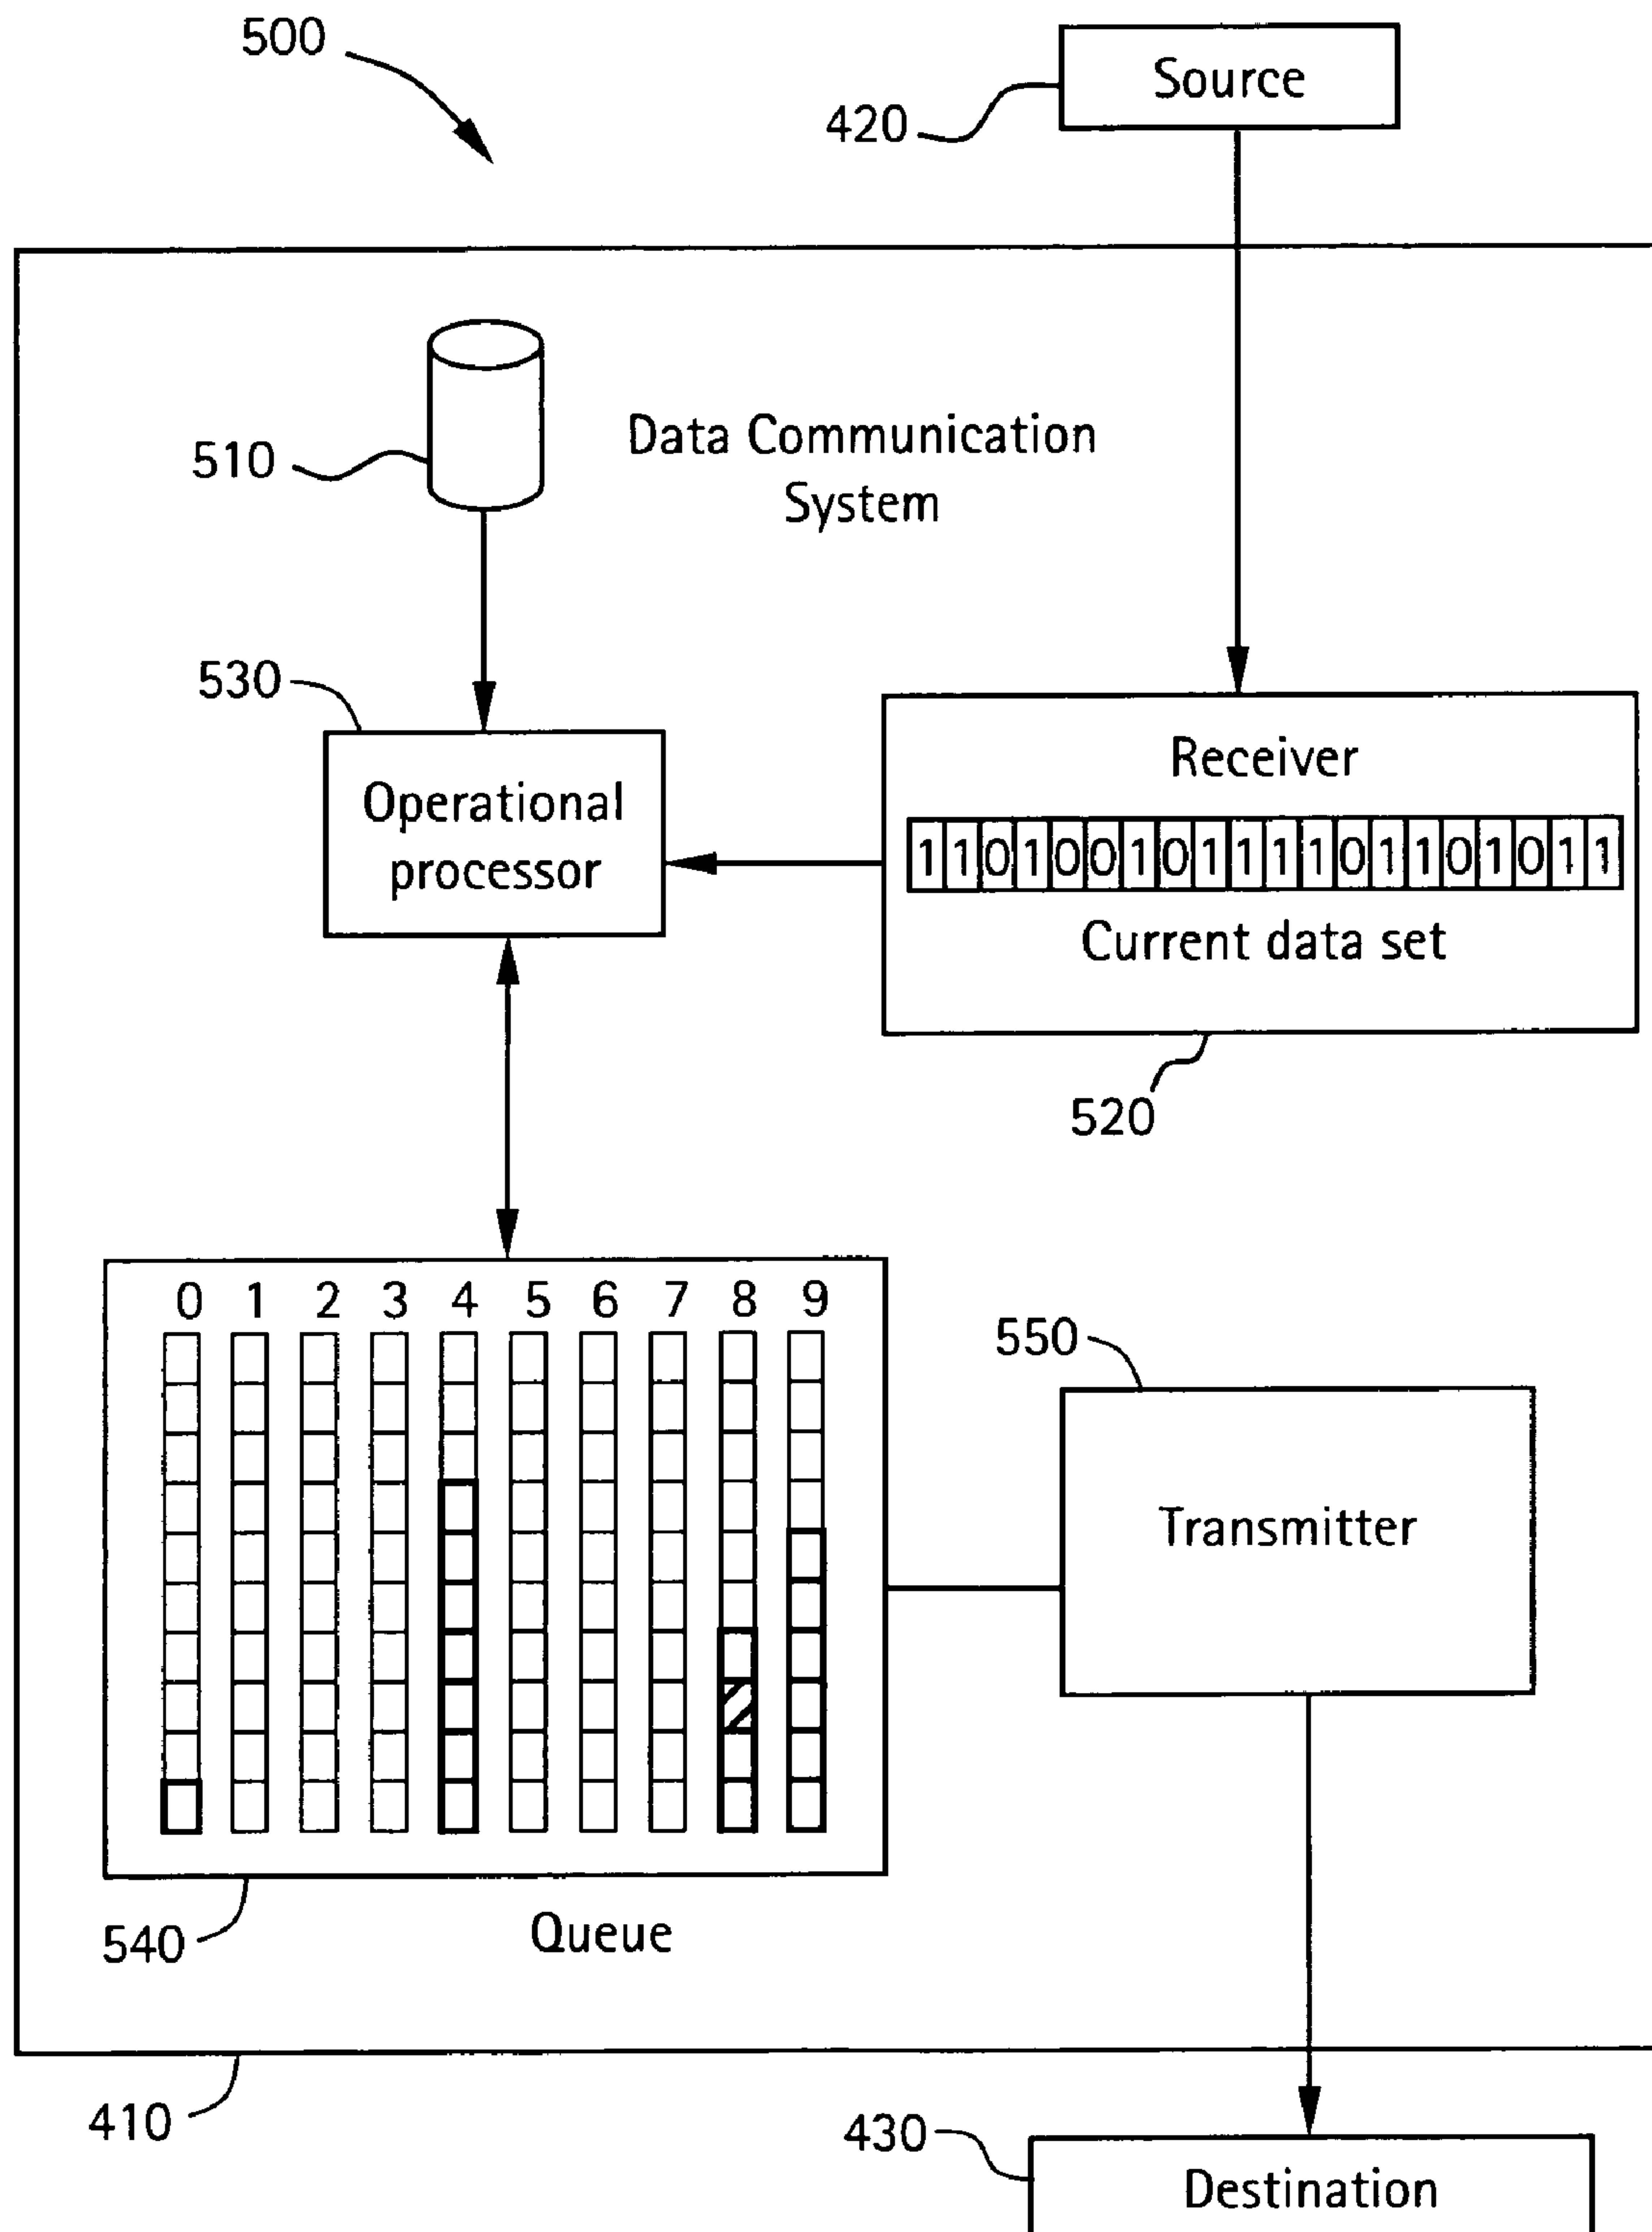 500
Source
420
510
Data Communication
System
530
Operational
processor
Receiver
1 1 0 1 0 0 1 0 1 1 1 1 0 1 1 0 1 0 1 1
Current data set
520
0 1 2 3 4 5 6 7 8 9
550
Transmitter
540
Queue
410
430
Destination